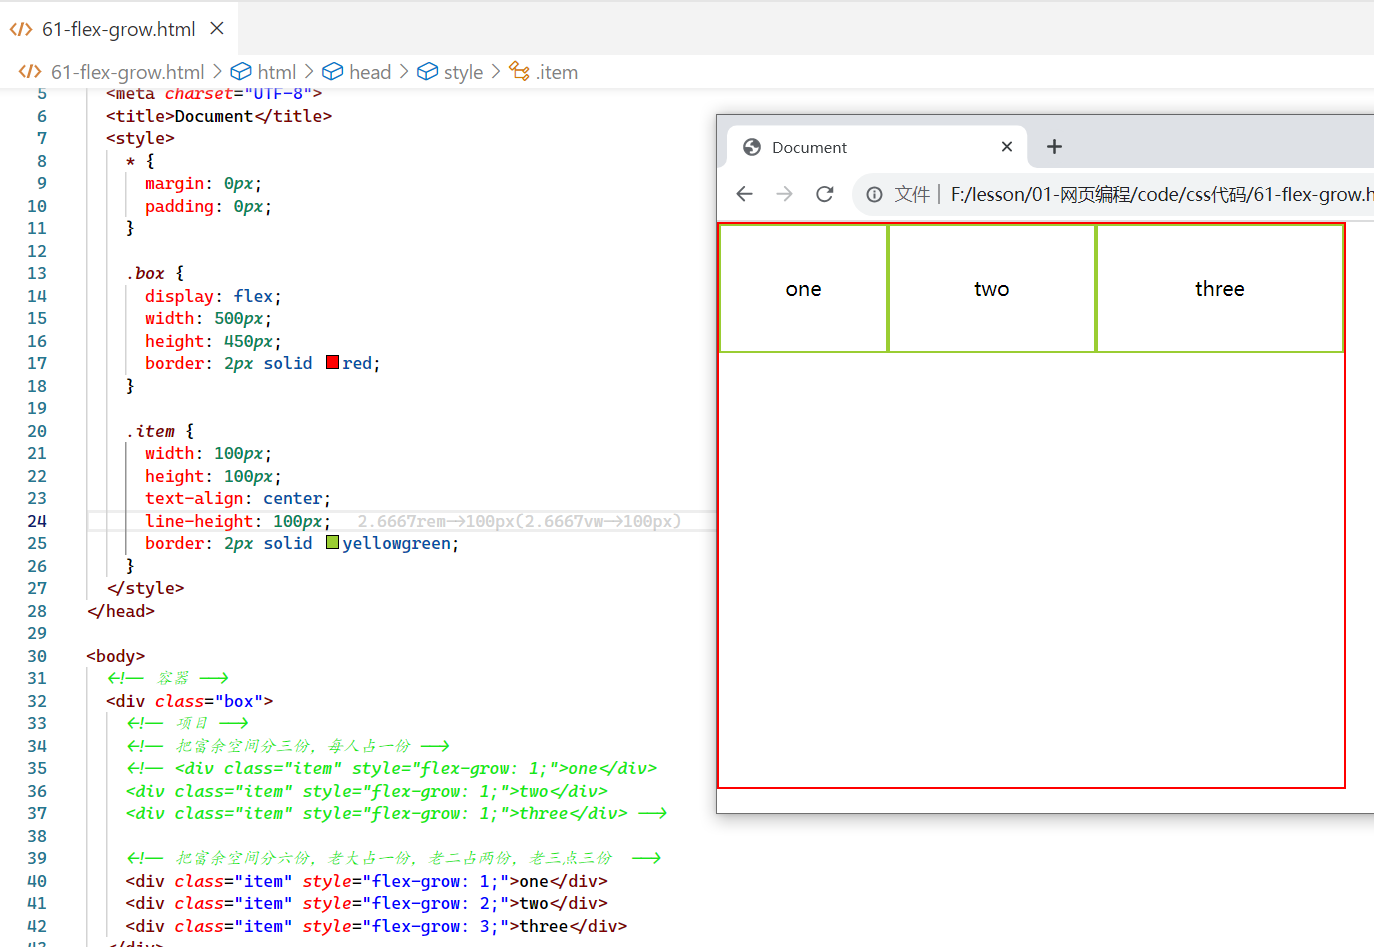 61-flex-grow.html
61-flex-grow.html > html > head > style > .item
5 <meta charset="UTF-8">
6 <title>Document</title>
7 <style>
8 * {
9 margin: 0px;
10 padding: 0px;
11 }
12
13 .box {
14 display: flex;
15 width: 500px;
16 height: 450px;
17 border: 2px solid red;
18 }
19
20 .item {
21 width: 100px;
22 height: 100px;
23 text-align: center;
24 line-height: 100px; 2.6667rem->100px(2.6667vw->100px)
25 border: 2px solid yellowgreen;
26 }
27 </style>
28 </head>
29
30 <body>
31 <!-- 容器 -->
32 <div class="box">
33 <!-- 项目 -->
34 <!-- 把富余空间分三份，每人占一份 -->
35 <!-- <div class="item" style="flex-grow: 1;">one</div>
36 <div class="item" style="flex-grow: 1;">two</div>
37 <div class="item" style="flex-grow: 1;">three</div> -->
38
39 <!-- 把富余空间分六份，老大占一份，老二占两份，老三点三份 -->
40 <div class="item" style="flex-grow: 1;">one</div>
41 <div class="item" style="flex-grow: 2;">two</div>
42 <div class="item" style="flex-grow: 3;">three</div>
43 </div>
Document
文件 | F:/lesson/01-网页编程/code/css代码/61-flex-grow.h
one
two
three